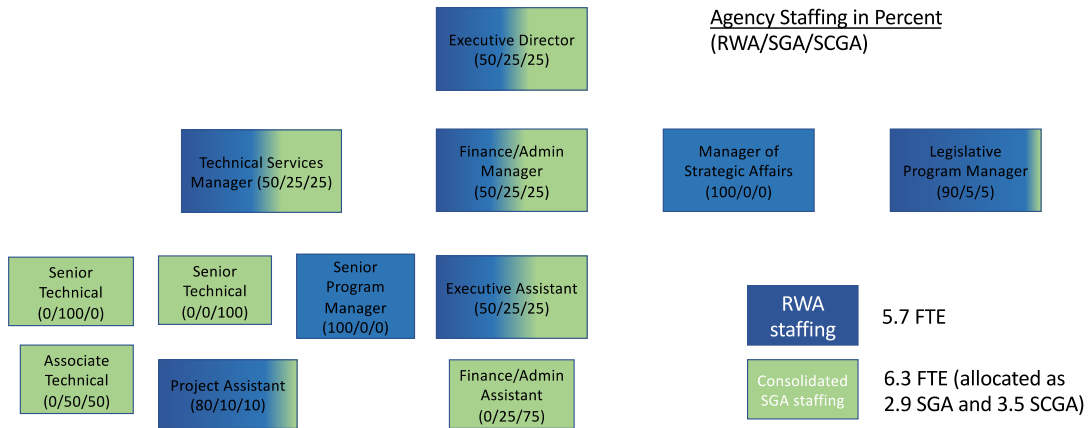 Agency Staffing in Percent
(RWA/SGA/SCGA)
Executive Director
(50/25/25)
Technical Services
Manager (50/25/25)
Finance/Admin
Manager
(50/25/25)
Manager of
Strategic Affairs
(100/0/0)
Legislative
Program Manager
(90/5/5)
Senior
Technical
(0/100/0)
Senior
Technical
(0/0/100)
Senior
Program
Manager
(100/0/0)
Executive Assistant
(50/25/25)
Associate
Technical
(0/50/50)
Project Assistant
(80/10/10)
Finance/Admin
Assistant
(0/25/75)
RWA
staffing
5.7 FTE
Consolidated
SGA staffing
6.3 FTE (allocated as
2.9 SGA and 3.5 SCGA)